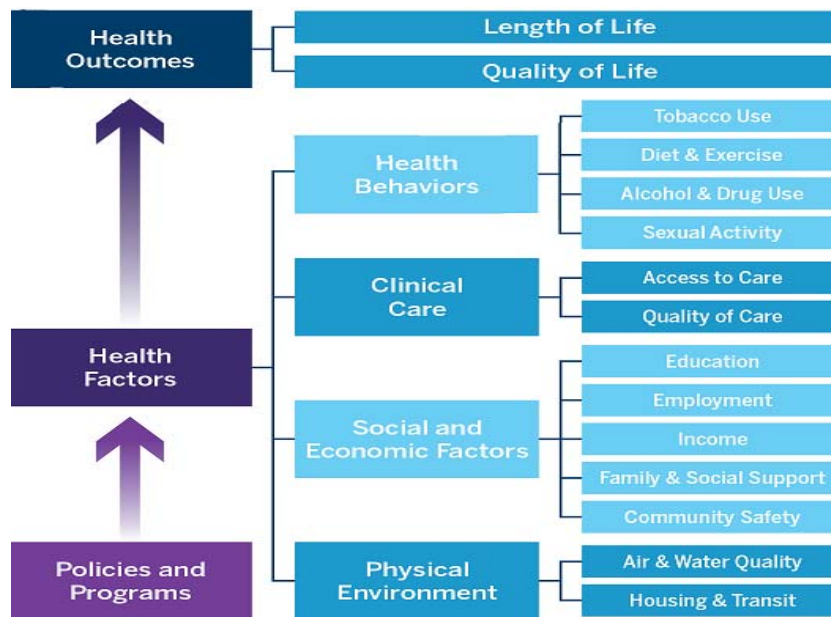 Health
Outcomes
Length of Life
Quality of Life
Health
Behaviors
Tobacco Use
Diet & Exercise
Alcohol & Drug Use
Sexual Activity
Clinical
Care
Access to Care
Quality of Care
Health
Factors
Social and
Economic Factors
Education
Employment
Income
Family & Social Support
Community Safety
Policies and
Programs
Physical
Environment
Air & Water Quality
Housing & Transit